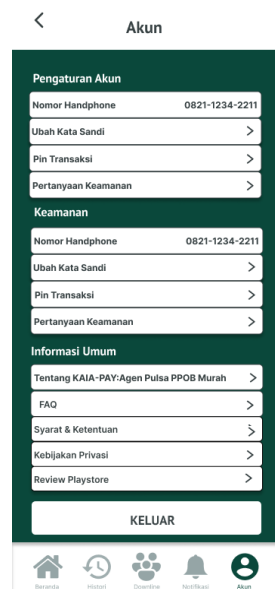 Akun
Pengaturan Akun
Nomor Handphone 0821-1234-2211
Ubah Kata Sandi
Pin Transaksi
Pertanyaan Keamanan
Keamanan
Nomor Handphone 0821-1234-2211
Ubah Kata Sandi
Pin Transaksi
Pertanyaan Keamanan
Informasi Umum
Tentang KAIA-PAY:Agen Pulsa PPOB Murah
FAQ
Syarat & Ketentuan
Kebijakan Privasi
Review Playstore
KELUAR
Beranda Histori Downline Notifikasi Akun